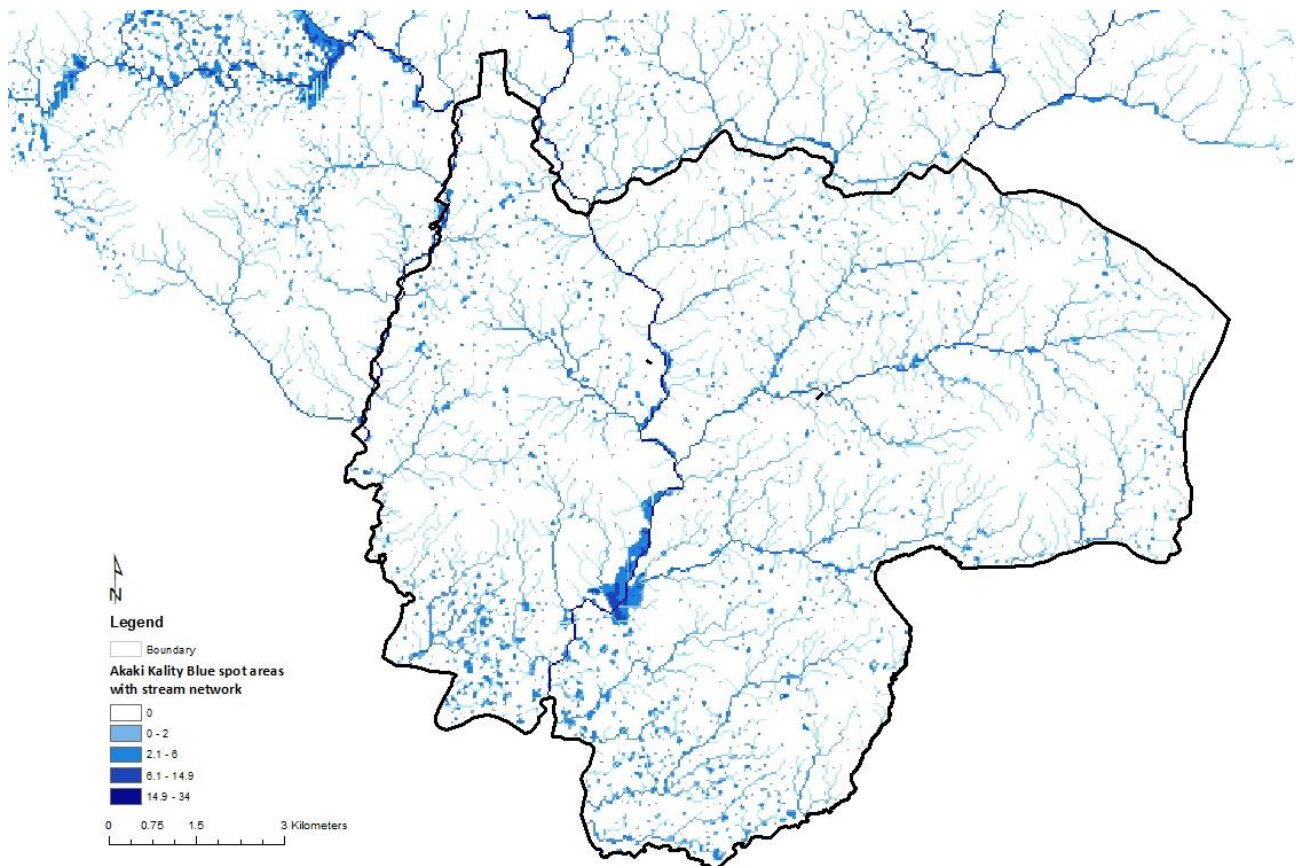 N
Legend
Boundary
Akaki Kality Blue spot areas
with stream network
0
0 - 2
2.1 - 6
6.1 - 14.9
14.9 - 34
0 0.75 1.5 3 Kilometers